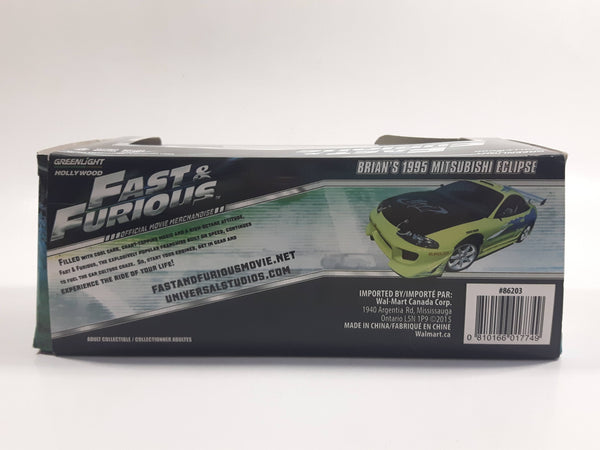 GREENLIGHT
HOLLYWOOD
FAST &
FURIOUS
OFFICIAL MOVIE MERCHANDISE
FILLED WITH COOL CARS, CHART TOPPING MUSIC AND A HIGH-OCTANE ATTITUDE,
FAST & FURIOUS, THE EXPLOSIVELY POPULAR FRANCHISE BUILT ON SPEED, CONTINUES
TO FUEL THE CAR CULTURE CRAZE. SO, START YOUR ENGINES, GET IN GEAR AND
EXPERIENCE THE RIDE OF YOUR LIFE!
FASTANDFURIOUSMOVIE.NET
UNIVERSALSTUDIOS.COM
ADULT COLLECTIBLE / COLLECTIONNER ADULTES
BRIAN'S 1995 MITSUBISHI ECLIPSE
IMPORTED BY/IMPORTÉ PAR:
Wal-Mart Canada Corp.
1940 Argentia Rd, Mississauga
Ontario L5N 1P9 ©2015
MADE IN CHINA/FABRIQUÉ EN CHINE
Walmart.ca
#86203
0 810166 017749